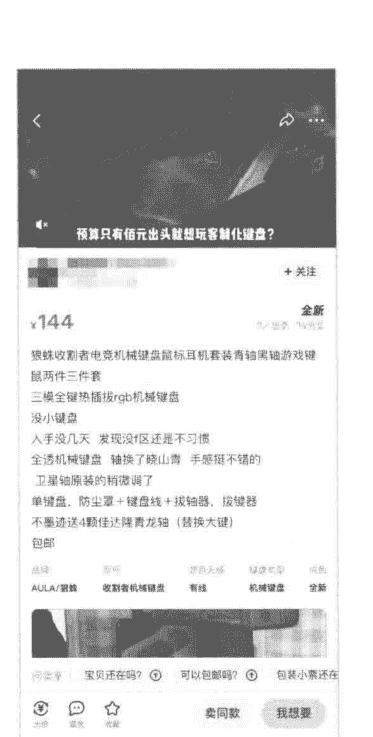 预算只有佰元出头就想玩客制化键盘?
+ 关注
¥144
全新
狼蛛收割者电竞机械键盘鼠标耳机套装青轴黑轴游戏键
鼠两件三件套
三模全键热插拔rgb机械键盘
没小键盘
入手没几天 发现没f区还是不习惯
全透机械键盘 轴换了晓山青 手感挺不错的
卫星轴原装的稍微调了
单键盘、防尘罩+键盘线+拔轴器、拔键器
不墨迹送4颗佳达隆青龙轴(替换大键)
包邮
品牌 型号 成色
AULA/狼蛛 收割者机械键盘 有线 机械键盘 全新
宝贝还在吗? 可以包邮吗? 包装小票还在
收藏
卖同款 我想要